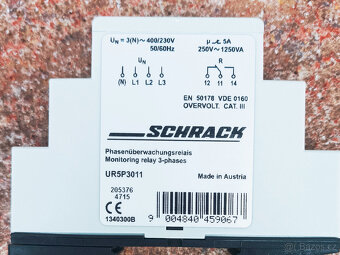 UN = 3(N)~ 400/230V
50/60Hz
µ 5A
250V~ 1250VA
UN
R
(N) L1 L2 L3
12 11 14
EN 50178 VDE 0160
OVERVOLT. CAT. III
SCHRACK
Phasenüberwachungsrelais
Monitoring relay 3-phases
UR5P3011
Made in Austria
205376
4715
CE
1340300B
9 004840 459067